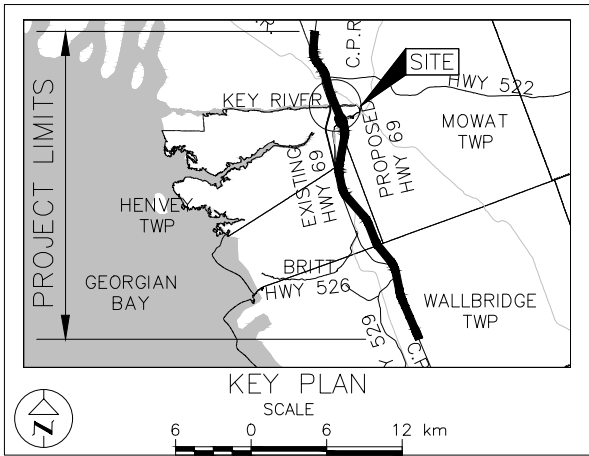 C.P.R.
SITE
HWY 522
KEY RIVER
MOWAT
TWP
PROJECT LIMITS
EXISTING
HWY 69
PROPOSED
HWY 69
HENVEY
TWP
BRITT
HWY 526
GEORGIAN
BAY
WALLBRIDGE
TWP
Y 529
C.P
KEY PLAN
SCALE
N
6 0 6 12 km